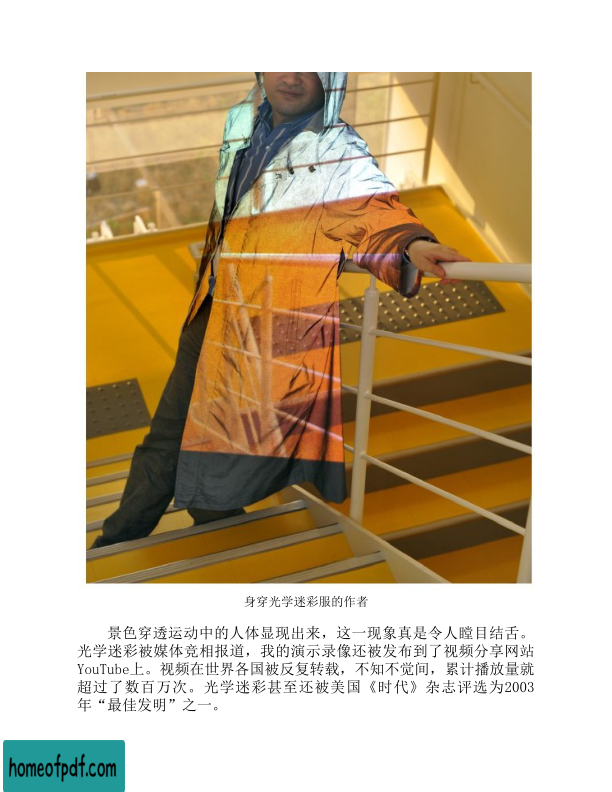 身穿光学迷彩服的作者
景色穿透运动中的人体显现出来，这一现象真是令人瞠目结舌。
光学迷彩被媒体竞相报道，我的演示录像还被发布到了视频分享网站
YouTube上。视频在世界各国被反复转载，不知不觉间，累计播放量就
超过了数百万次。光学迷彩甚至还被美国《时代》杂志评选为2003
年“最佳发明”之一。
homeofpdf.com